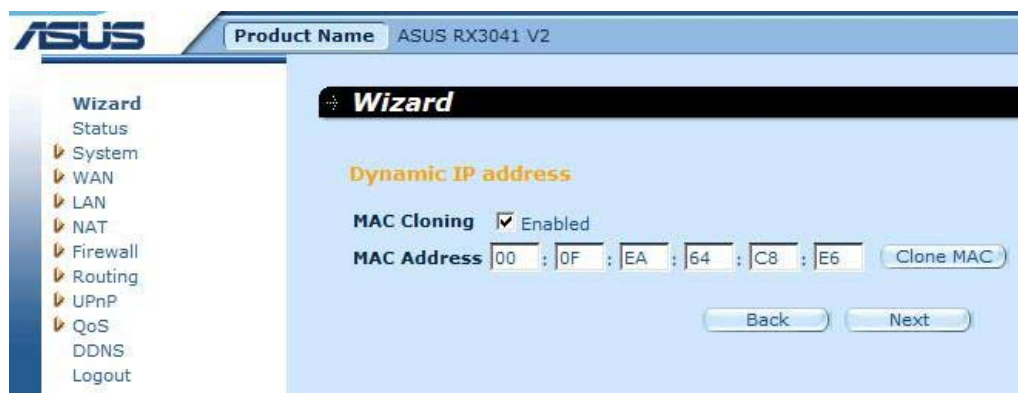 ASUS
Product Name ASUS RX3041 V2
Wizard
Status
System
WAN
LAN
NAT
Firewall
Routing
UPnP
QoS
DDNS
Logout
Wizard
Dynamic IP address
MAC Cloning Enabled
MAC Address 00 : 0F : EA : 64 : C8 : E6 Clone MAC
Back Next